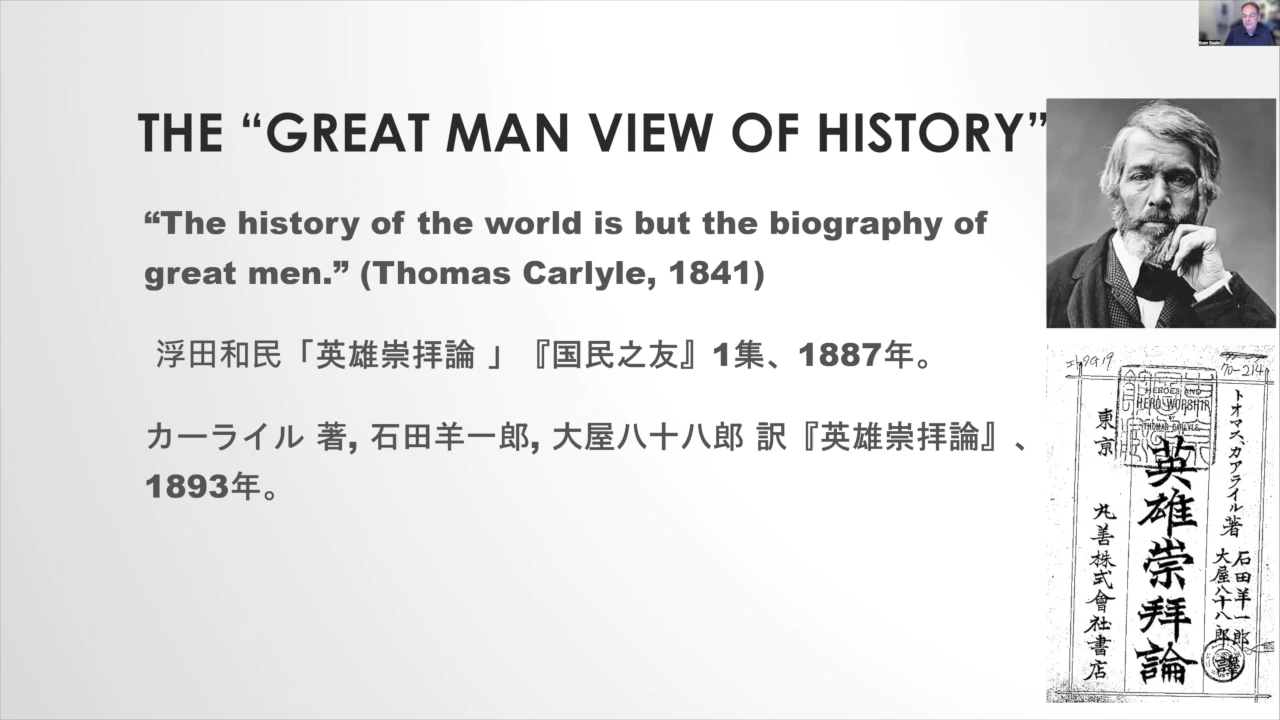 THE “GREAT MAN VIEW OF HISTORY”
“The history of the world is but the biography of
great men.” (Thomas Carlyle, 1841)
浮田和民「英雄崇拝論 」『国民之友』1集、1887年。
カーライル 著, 石田羊一郎, 大屋八十八郎 訳『英雄崇拝論』、
1893年。
70-214
HEROES AND
HERO-WORSHIP
THOMAS CARLYLE
トオマス、カアライル著
石田羊一郎
大屋八十八郎
譯
英雄崇拜論
東京
丸善株式會社書店